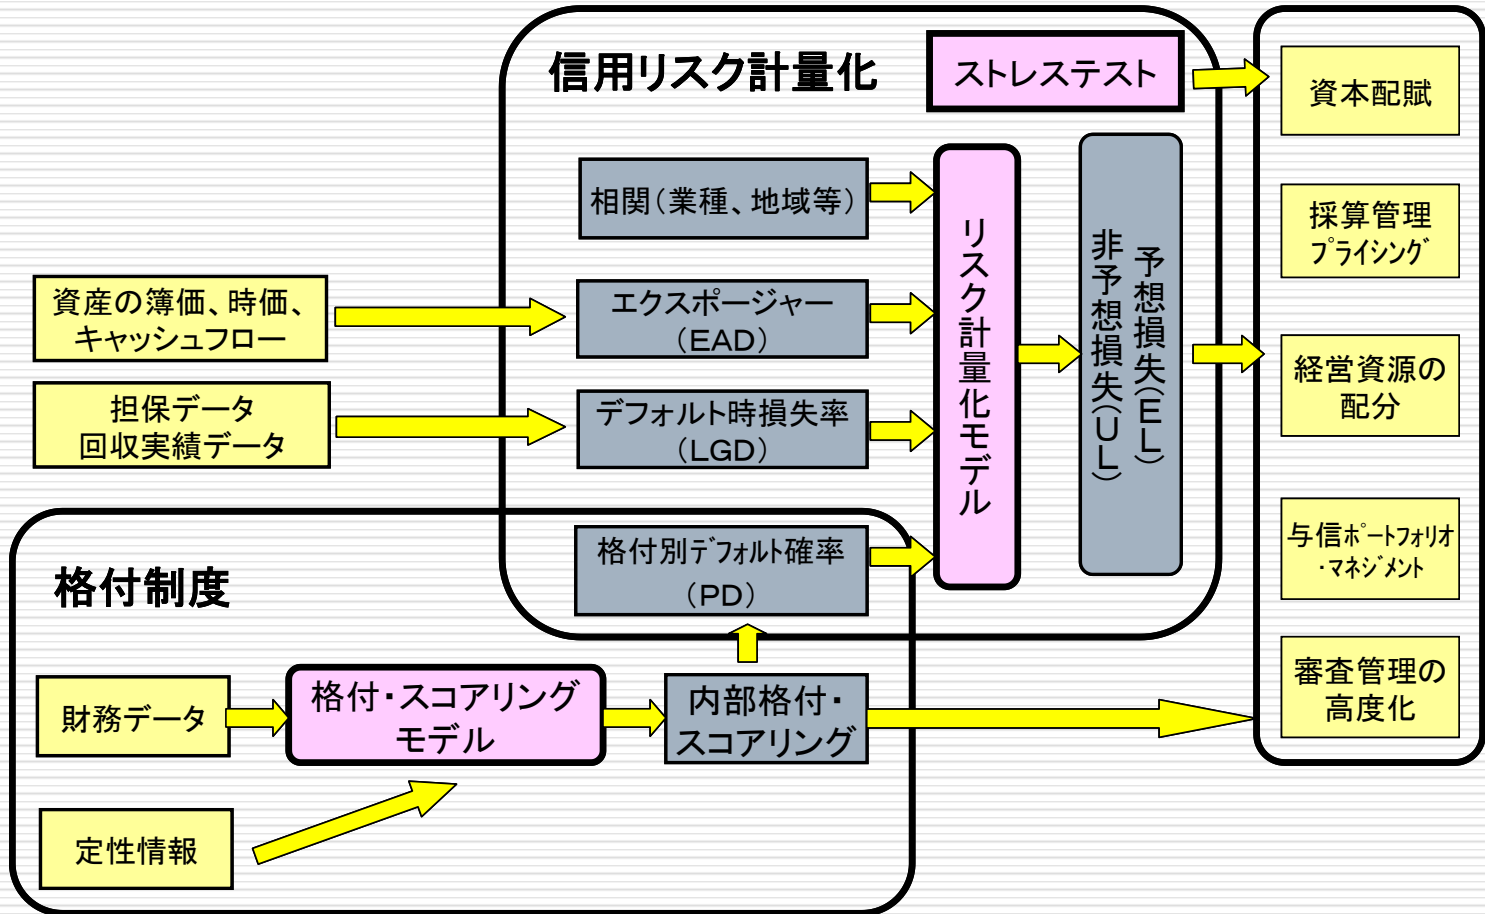 信用リスク計量化
ストレステスト
相関（業種、地域等）
資産の簿価、時価、
キャッシュフロー
エクスポージャー
（EAD）
担保データ
回収実績データ
デフォルト時損失率
（LGD）
格付別ﾃﾞﾌｫﾙﾄ確率
（PD）
リスク計量化モデル
予想損失（ＥＬ）
非予想損失（ＵＬ）
格付制度
財務データ
格付・スコアリング
モデル
内部格付・
スコアリング
定性情報
資本配賦
採算管理
ﾌﾟﾗｲｼﾝｸﾞ
経営資源の
配分
与信ﾎﾟｰﾄﾌｫﾘｵ
・ﾏﾈｼﾞﾒﾝﾄ
審査管理の
高度化